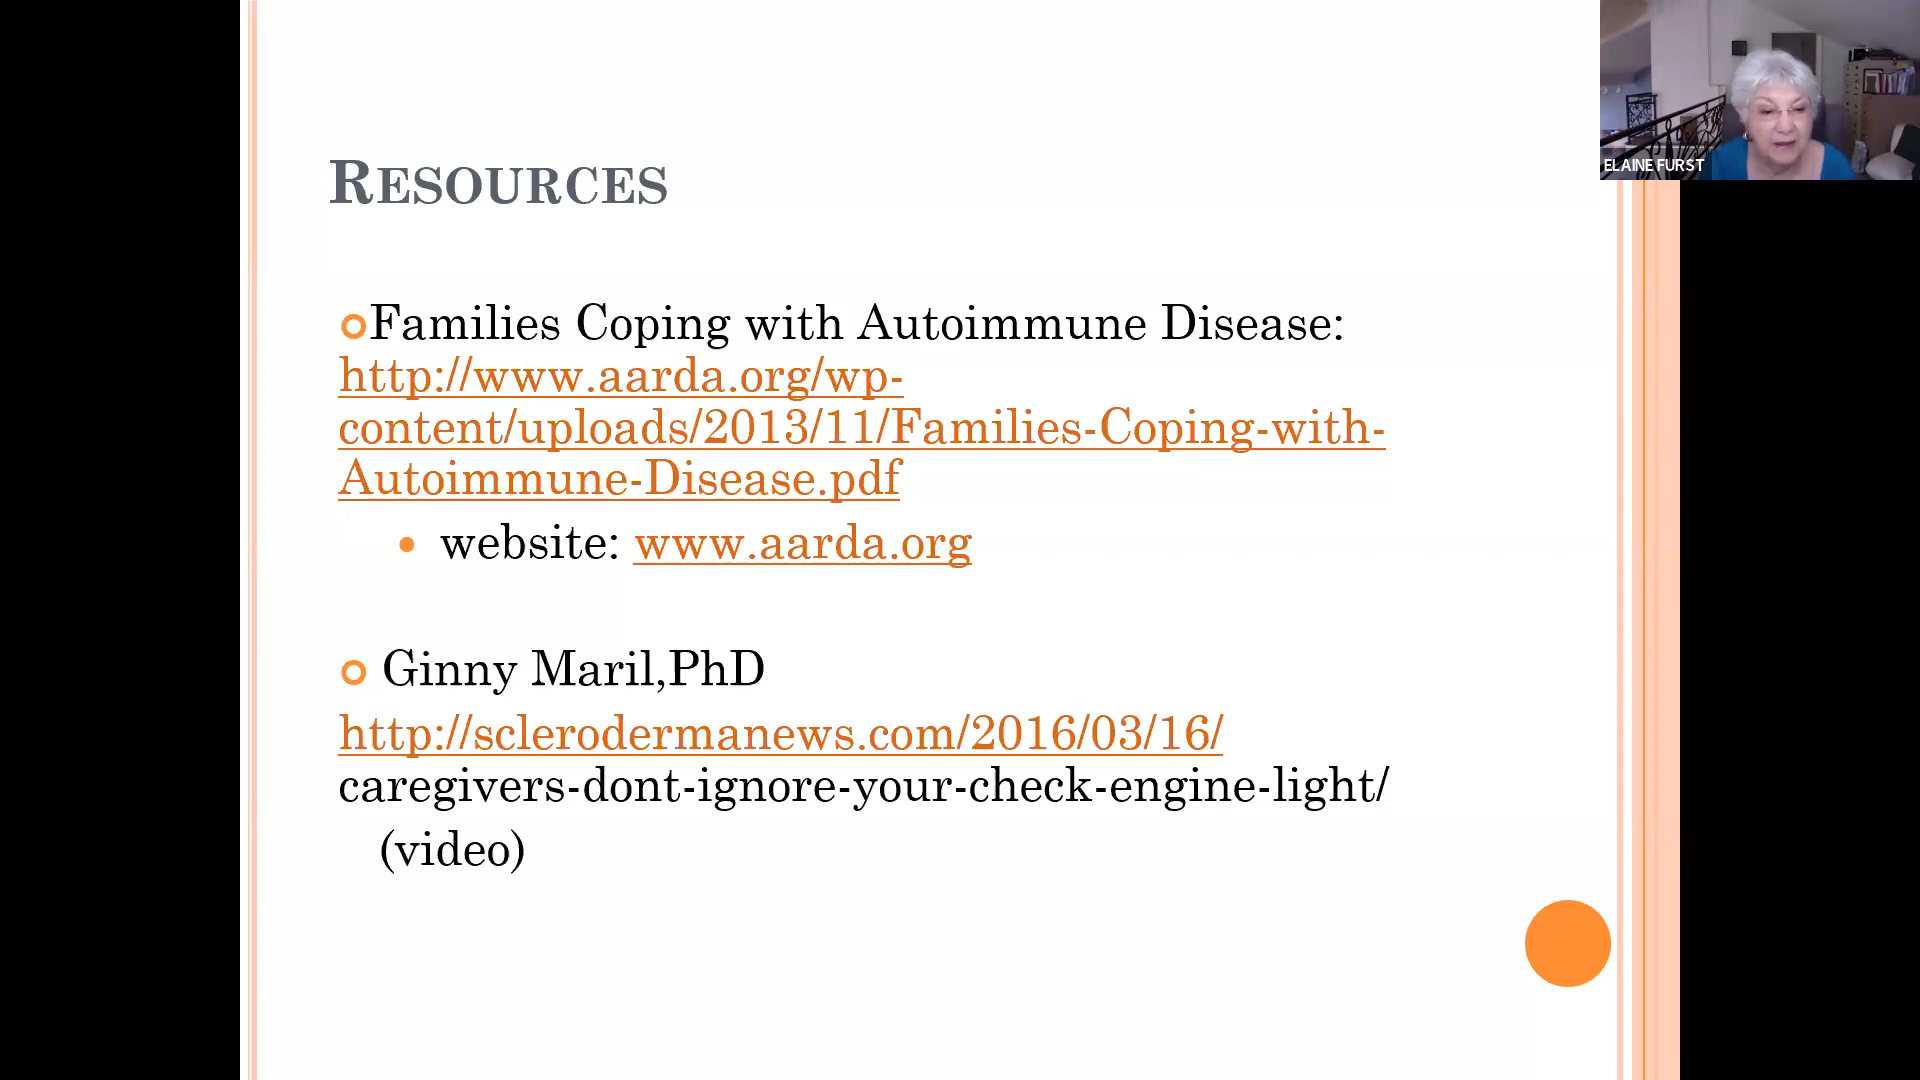 RESOURCES
Families Coping with Autoimmune Disease:
http://www.aarda.org/wp-
content/uploads/2013/11/Families-Coping-with-
Autoimmune-Disease.pdf
• website: www.aarda.org
Ginny Maril,PhD
http://sclerodermanews.com/2016/03/16/
caregivers-dont-ignore-your-check-engine-light/
(video)
ELAINE FURST